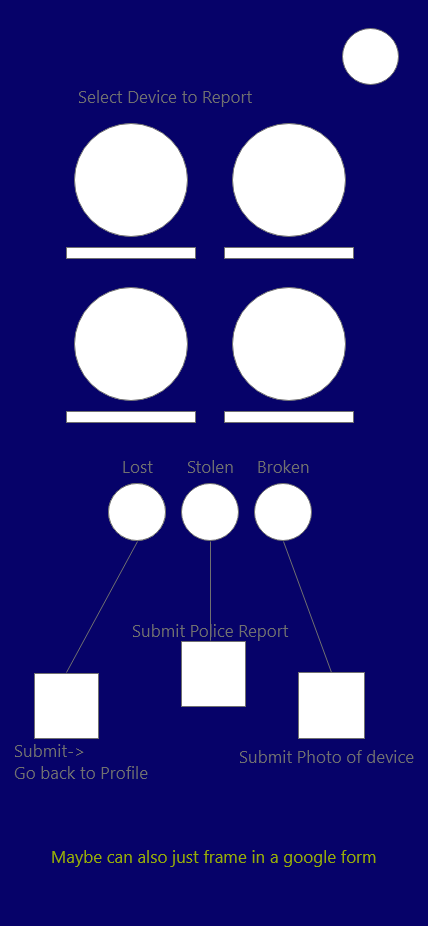 Select Device to Report
Lost Stolen Broken
Submit Police Report
Submit->
Go back to Profile
Submit Photo of device
Maybe can also just frame in a google form